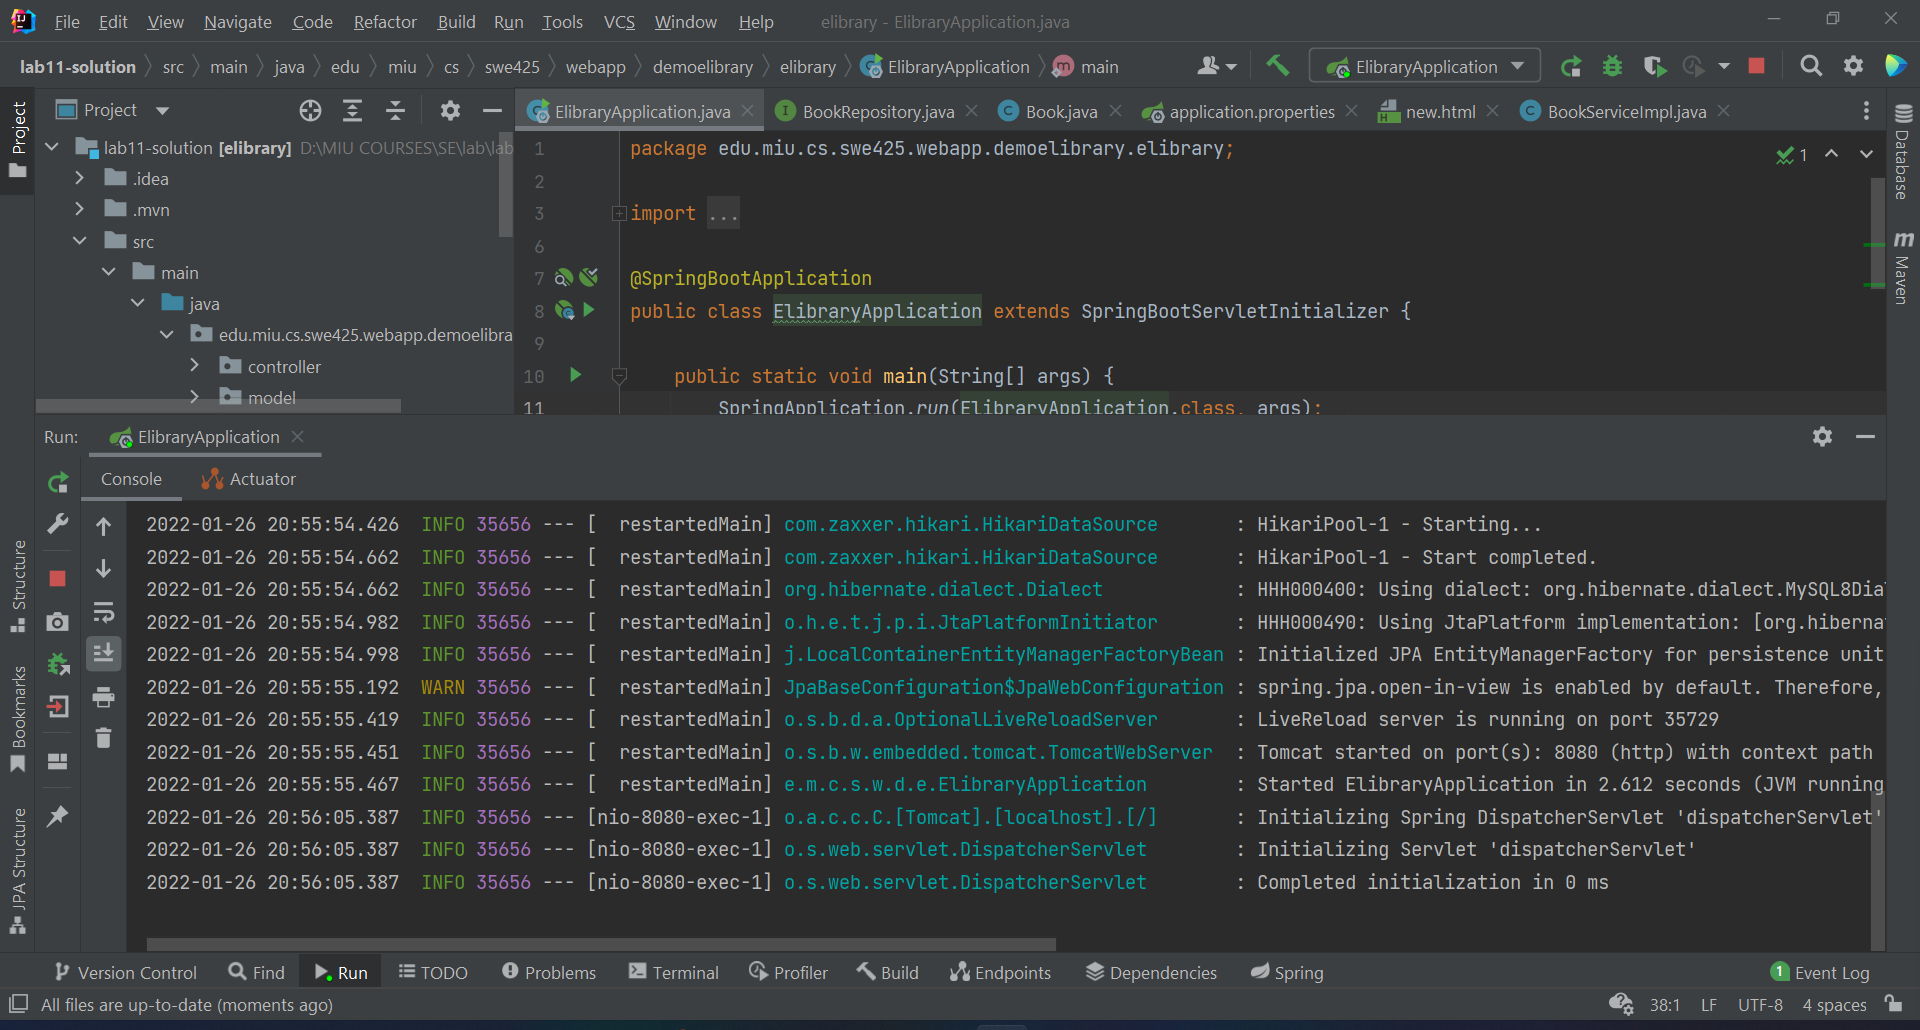 File Edit View Navigate Code Refactor Build Run Tools VCS Window Help elibrary - ElibraryApplication.java
lab11-solution src main java edu miu cs swe425 webapp demoelibrary elibrary ElibraryApplication main ElibraryApplication
Project
ElibraryApplication.java BookRepository.java Book.java application.properties new.html BookServiceImpl.java
lab11-solution [elibrary] D:\MIU COURSES\SE\lab\lab
.idea
.mvn
src
main
java
edu.miu.cs.swe425.webapp.demoelibra
controller
model
1 package edu.miu.cs.swe425.webapp.demoelibrary.elibrary;
2
3 import ...
6
7 @SpringBootApplication
8 public class ElibraryApplication extends SpringBootServletInitializer {
9
10 public static void main(String[] args) {
11 SpringApplication.run(ElibraryApplication.class, args);
1
Project
Structure
Bookmarks
JPA Structure
Database
Maven
Run: ElibraryApplication
Console Actuator
2022-01-26 20:55:54.426 INFO 35656 --- [ restartedMain] com.zaxxer.hikari.HikariDataSource : HikariPool-1 - Starting...
2022-01-26 20:55:54.662 INFO 35656 --- [ restartedMain] com.zaxxer.hikari.HikariDataSource : HikariPool-1 - Start completed.
2022-01-26 20:55:54.662 INFO 35656 --- [ restartedMain] org.hibernate.dialect.Dialect : HHH000400: Using dialect: org.hibernate.dialect.MySQL8Dia
2022-01-26 20:55:54.982 INFO 35656 --- [ restartedMain] o.h.e.t.j.p.i.JtaPlatformInitiator : HHH000490: Using JtaPlatform implementation: [org.hiberna
2022-01-26 20:55:54.998 INFO 35656 --- [ restartedMain] j.LocalContainerEntityManagerFactoryBean : Initialized JPA EntityManagerFactory for persistence unit
2022-01-26 20:55:55.192 WARN 35656 --- [ restartedMain] JpaBaseConfiguration$JpaWebConfiguration : spring.jpa.open-in-view is enabled by default. Therefore,
2022-01-26 20:55:55.419 INFO 35656 --- [ restartedMain] o.s.b.d.a.OptionalLiveReloadServer : LiveReload server is running on port 35729
2022-01-26 20:55:55.451 INFO 35656 --- [ restartedMain] o.s.b.w.embedded.tomcat.TomcatWebServer : Tomcat started on port(s): 8080 (http) with context path
2022-01-26 20:55:55.467 INFO 35656 --- [ restartedMain] e.m.c.s.w.d.e.ElibraryApplication : Started ElibraryApplication in 2.612 seconds (JVM running
2022-01-26 20:56:05.387 INFO 35656 --- [nio-8080-exec-1] o.a.c.c.C.[Tomcat].[localhost].[/] : Initializing Spring DispatcherServlet 'dispatcherServlet'
2022-01-26 20:56:05.387 INFO 35656 --- [nio-8080-exec-1] o.s.web.servlet.DispatcherServlet : Initializing Servlet 'dispatcherServlet'
2022-01-26 20:56:05.387 INFO 35656 --- [nio-8080-exec-1] o.s.web.servlet.DispatcherServlet : Completed initialization in 0 ms
Version Control Find Run TODO Problems Terminal Profiler Build Endpoints Dependencies Spring 1 Event Log
All files are up-to-date (moments ago) 38:1 LF UTF-8 4 spaces